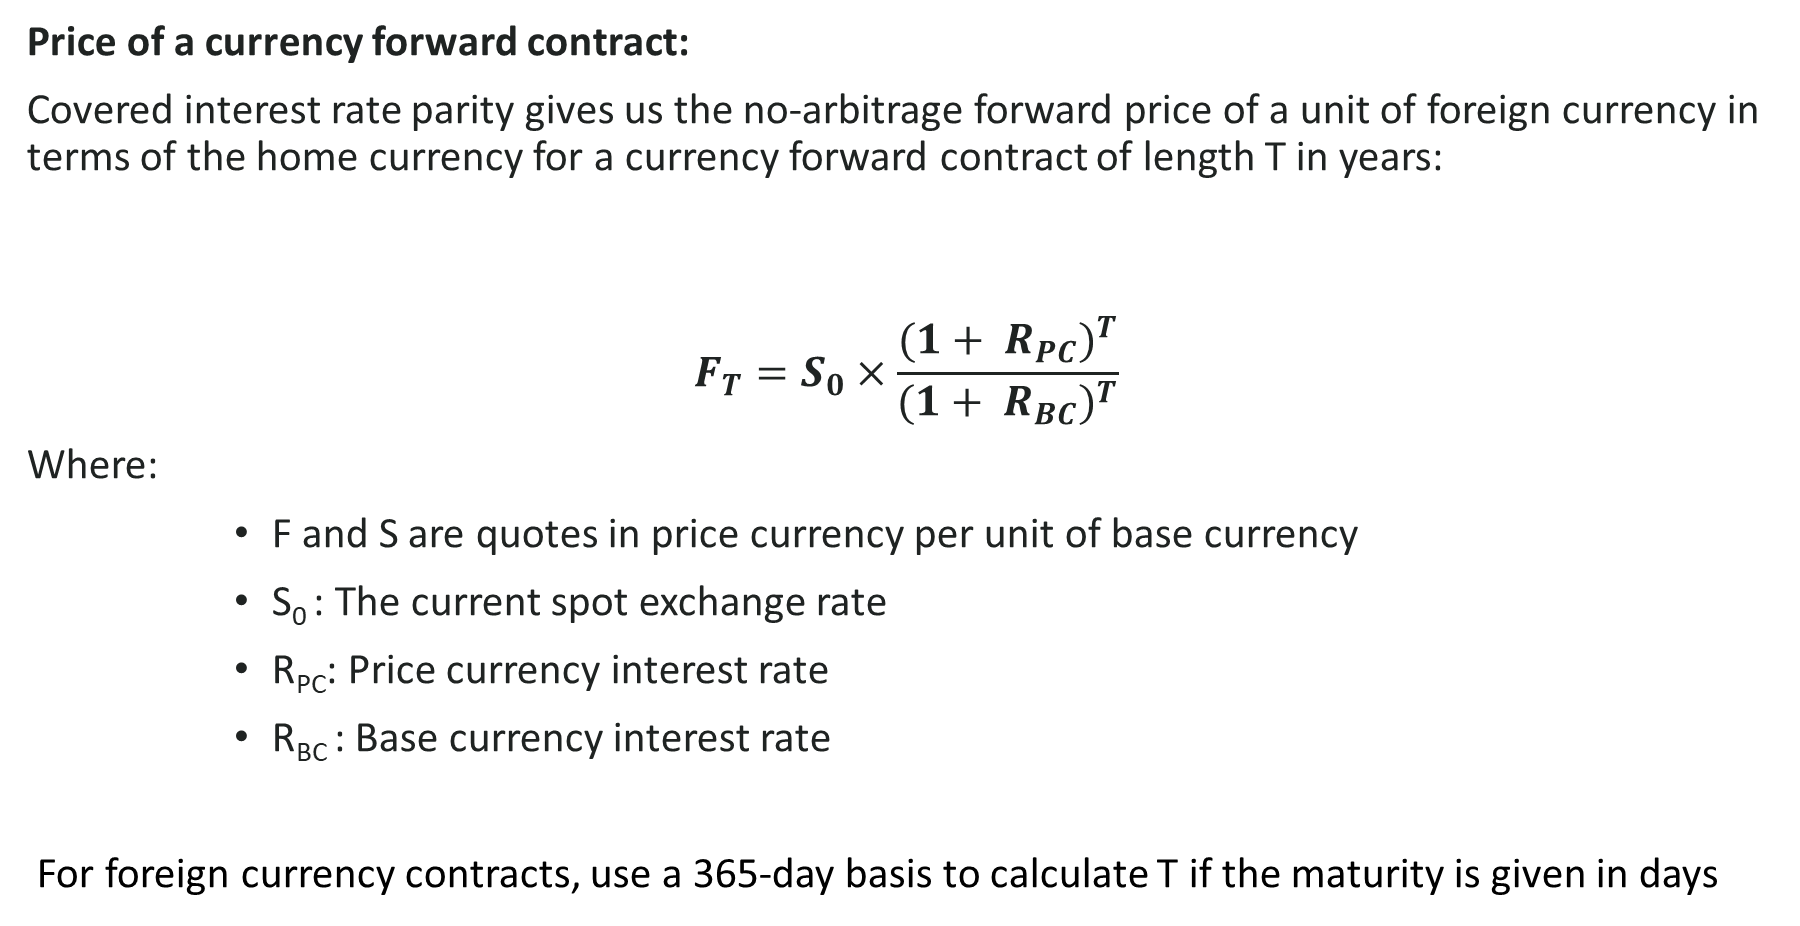 Price of a currency forward contract:
Covered interest rate parity gives us the no-arbitrage forward price of a unit of foreign currency in
terms of the home currency for a currency forward contract of length T in years:
F_T = S_0 × (1 + R_PC)^T / (1 + R_BC)^T
Where:
• F and S are quotes in price currency per unit of base currency
• S_0 : The current spot exchange rate
• R_PC: Price currency interest rate
• R_BC : Base currency interest rate
For foreign currency contracts, use a 365-day basis to calculate T if the maturity is given in days